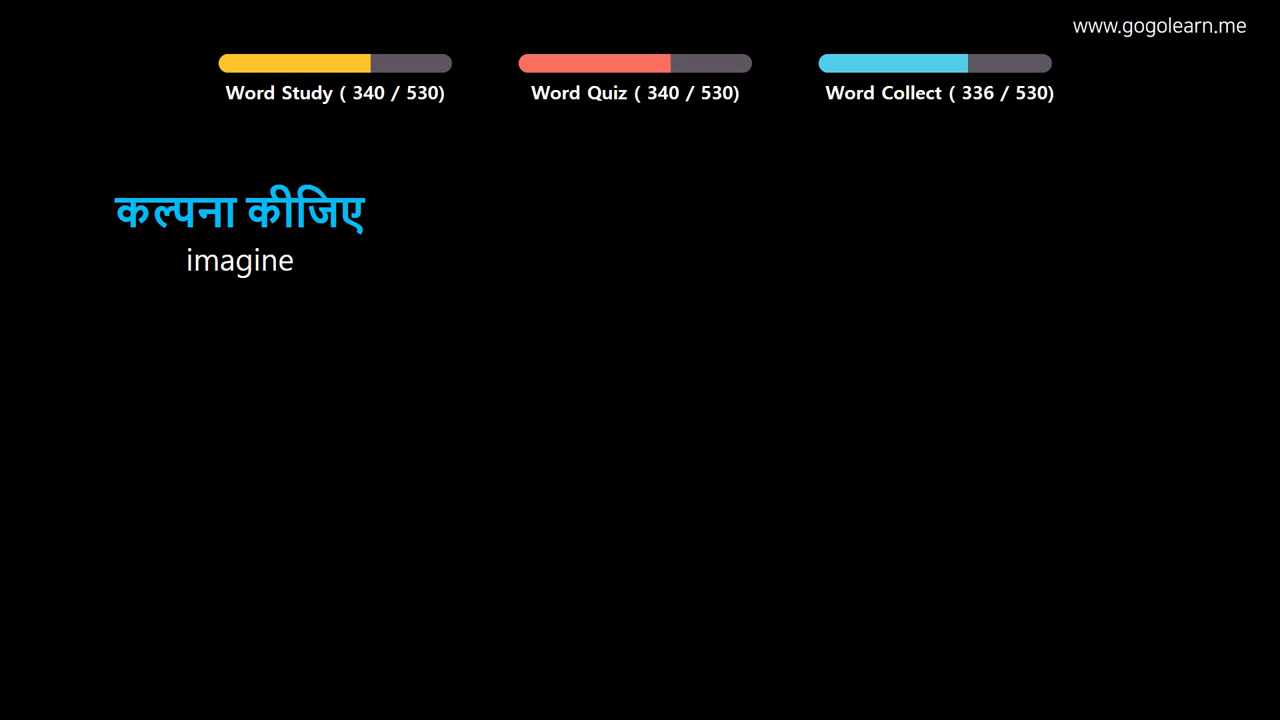 www.gogolearn.me
Word Study ( 340 / 530)
Word Quiz ( 340 / 530)
Word Collect ( 336 / 530)
कल्पना कीजिए
imagine